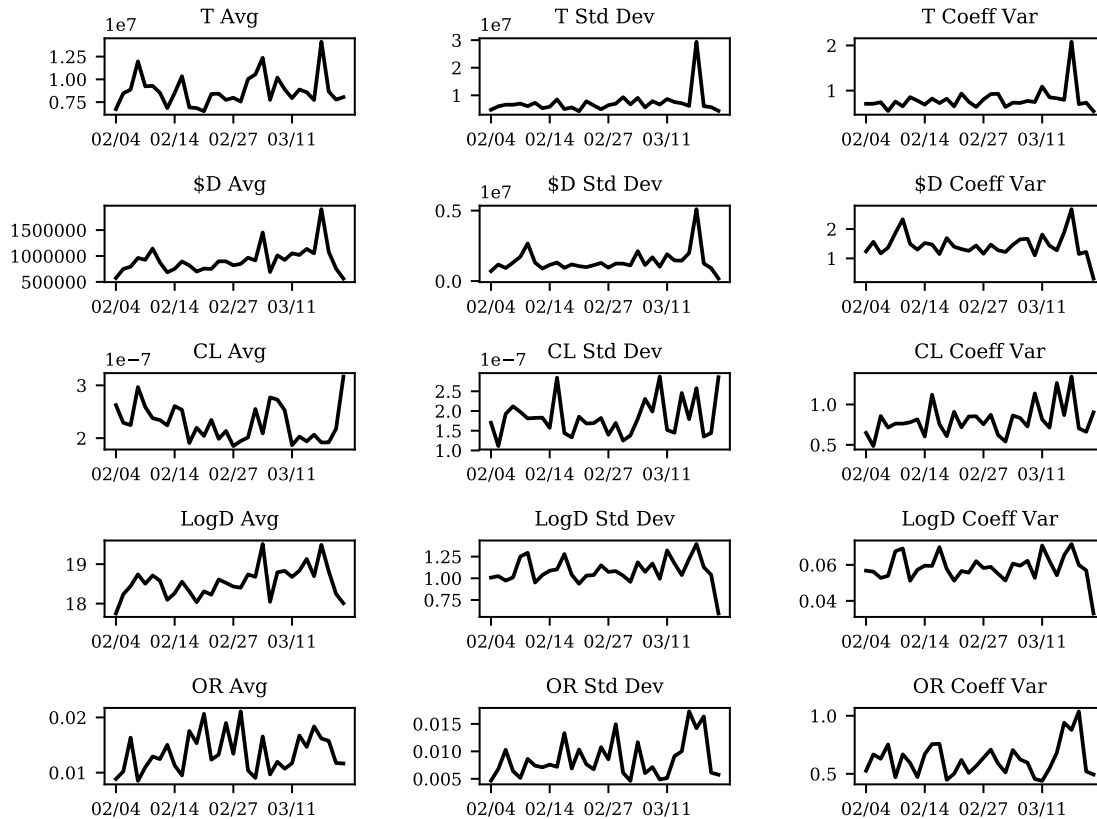 T Avg T Std Dev T Coeff Var
1e7 1e7
1.25 3 2
1.00 2
0.75 1 1
02/04 02/14 02/27 03/11 02/04 02/14 02/27 03/11 02/04 02/14 02/27 03/11
$D Avg $D Std Dev $D Coeff Var
1e7
1500000 0.5 2
1000000 1
500000 0.0
02/04 02/14 02/27 03/11 02/04 02/14 02/27 03/11 02/04 02/14 02/27 03/11
CL Avg CL Std Dev CL Coeff Var
1e−7 1e−7
3 2.5 1.0
2.0
2 1.5 0.5
1.0
02/04 02/14 02/27 03/11 02/04 02/14 02/27 03/11 02/04 02/14 02/27 03/11
LogD Avg LogD Std Dev LogD Coeff Var
19 1.25 0.06
1.00
18 0.75 0.04
02/04 02/14 02/27 03/11 02/04 02/14 02/27 03/11 02/04 02/14 02/27 03/11
OR Avg OR Std Dev OR Coeff Var
0.02 0.015 1.0
0.010
0.01 0.005 0.5
02/04 02/14 02/27 03/11 02/04 02/14 02/27 03/11 02/04 02/14 02/27 03/11